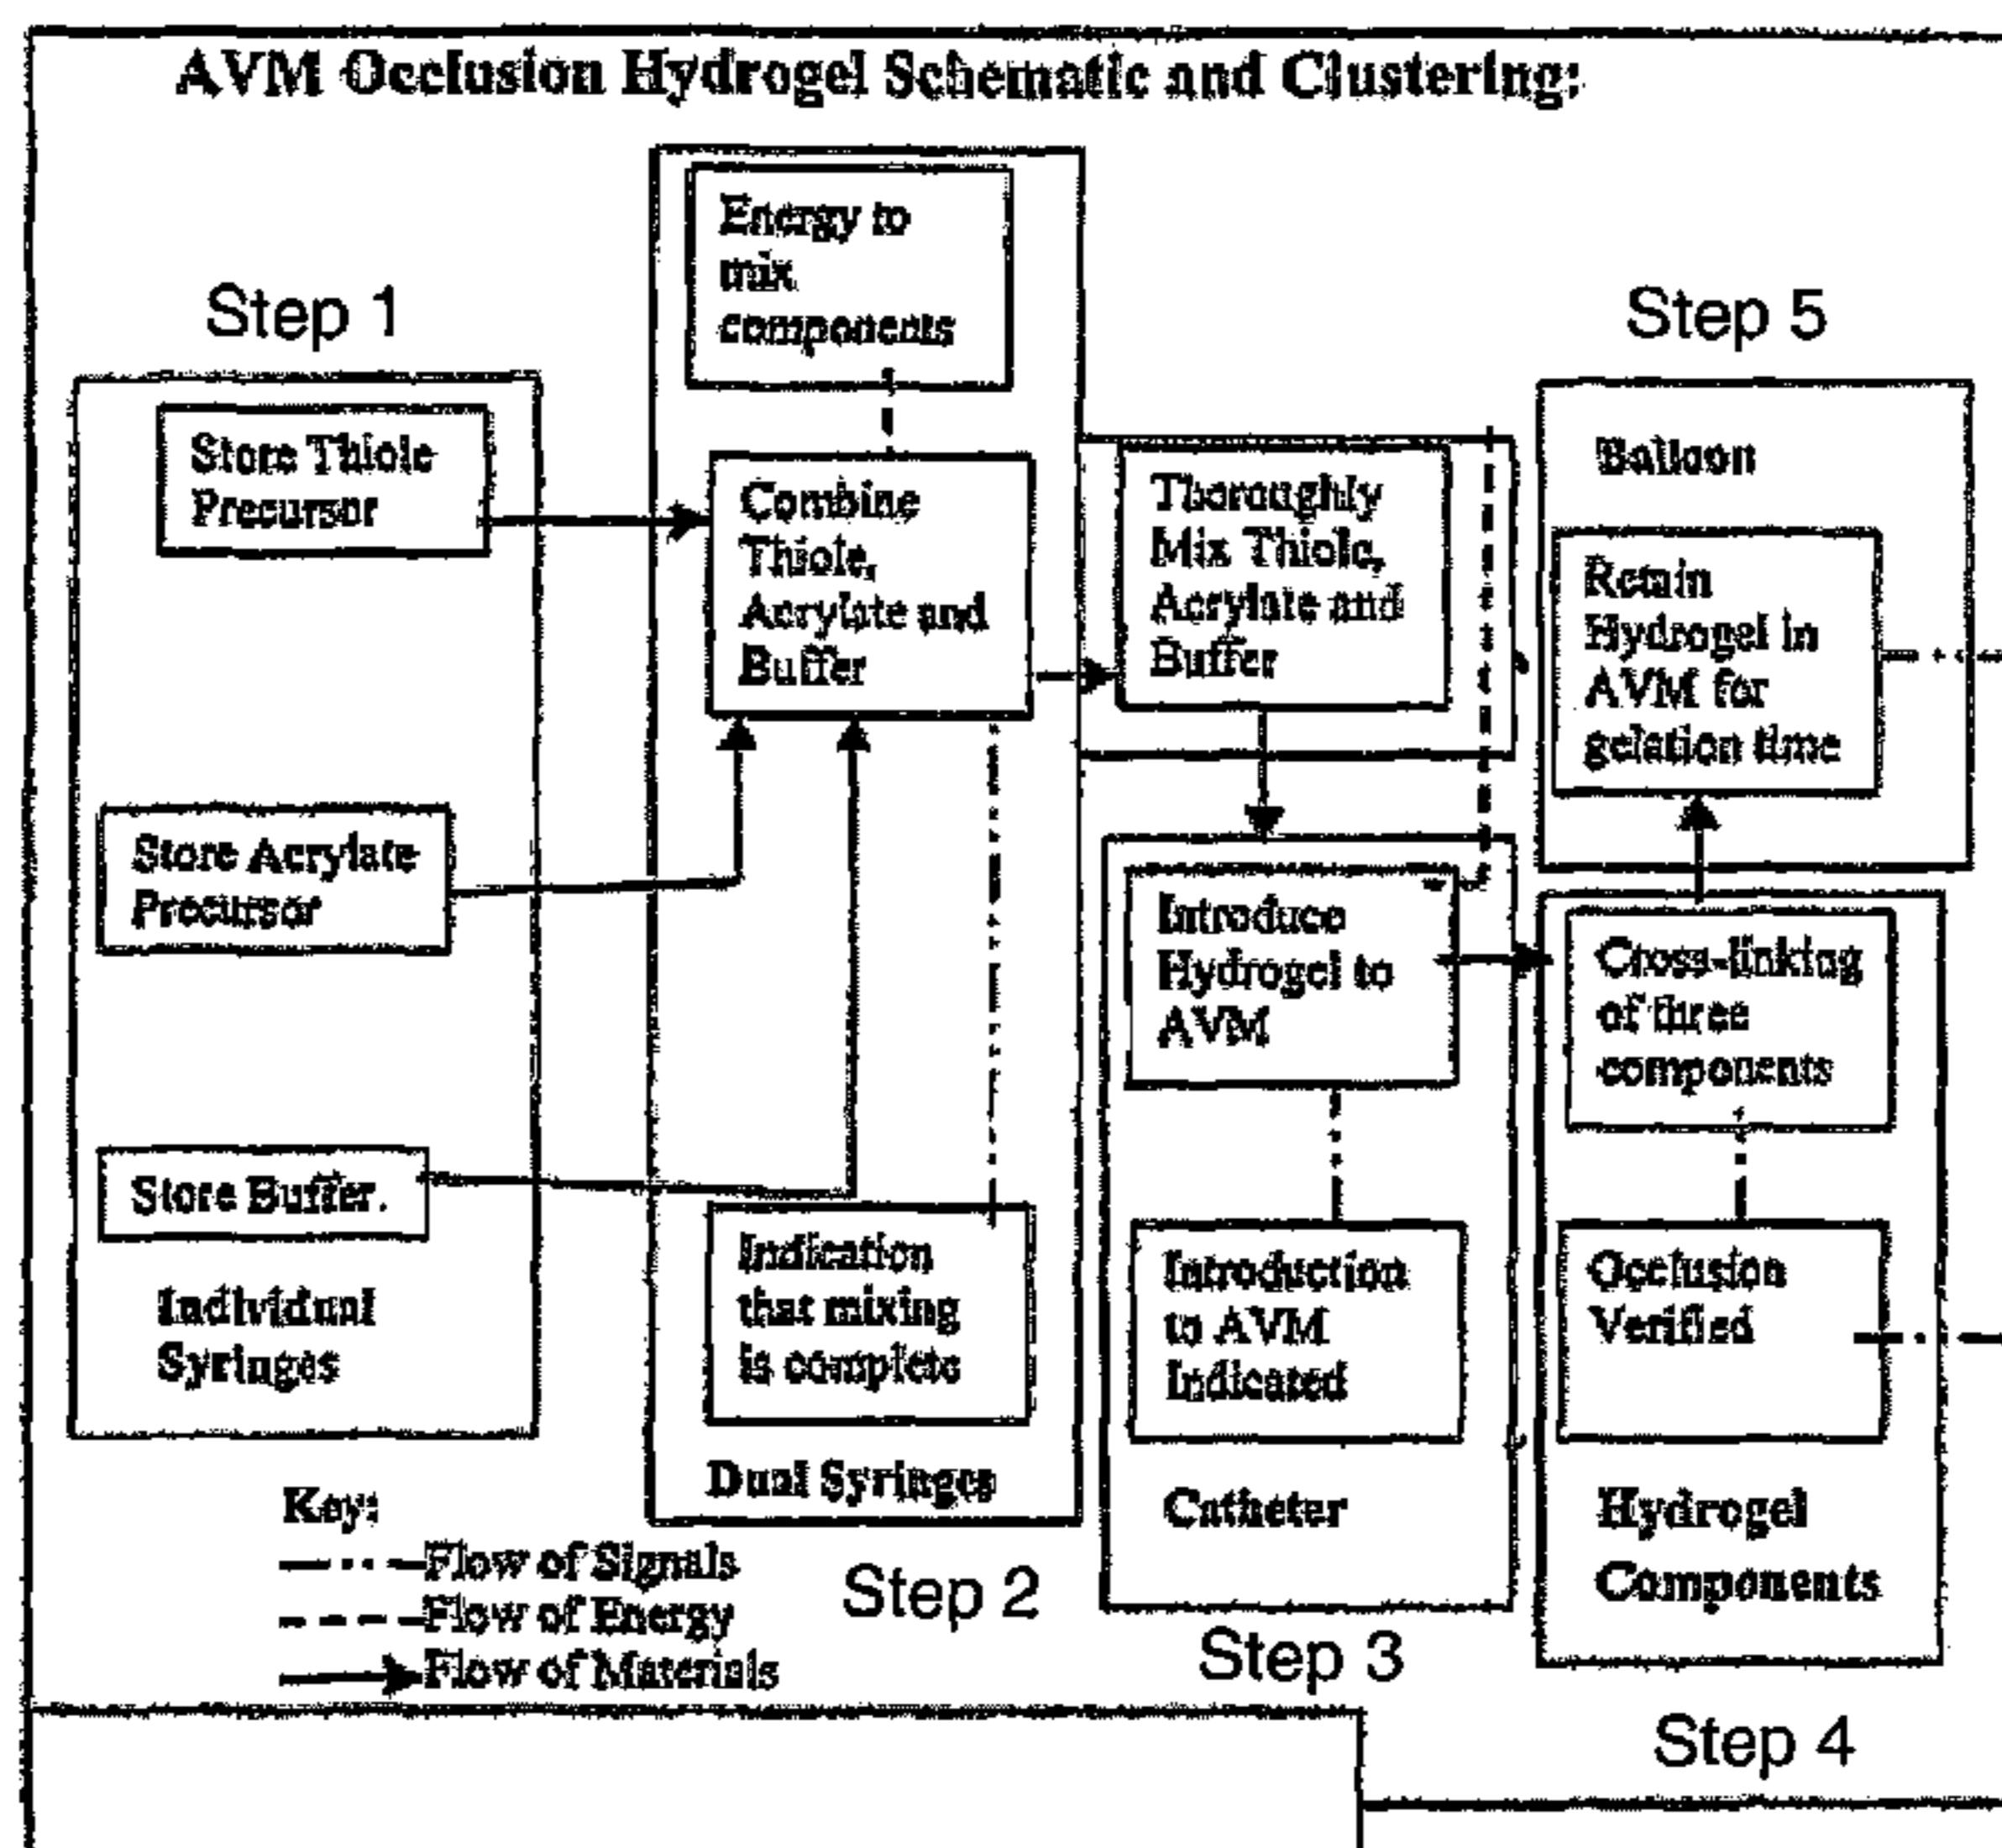 AVM Occlusion Hydrogel Schematic and Clustering:
Step 1
Store Thiole
Precursor
Store Acrylate
Precursor
Store Buffer.
Individual
Syringes
Energy to
mix
components
Combine
Thiole,
Acrylate and
Buffer
Indication
that mixing
is complete
Dual Syringes
Step 2
Thoroughly
Mix Thiole,
Acrylate and
Buffer
Introduce
Hydrogel to
AVM
Introduction
to AVM
Indicated
Catheter
Step 3
Step 5
Balloon
Retain
Hydrogel in
AVM for
gelation time
Cross-linking
of three
components
Occlusion
Verified
Hydrogel
Components
Step 4
Key:
Flow of Signals
Flow of Energy
Flow of Materials